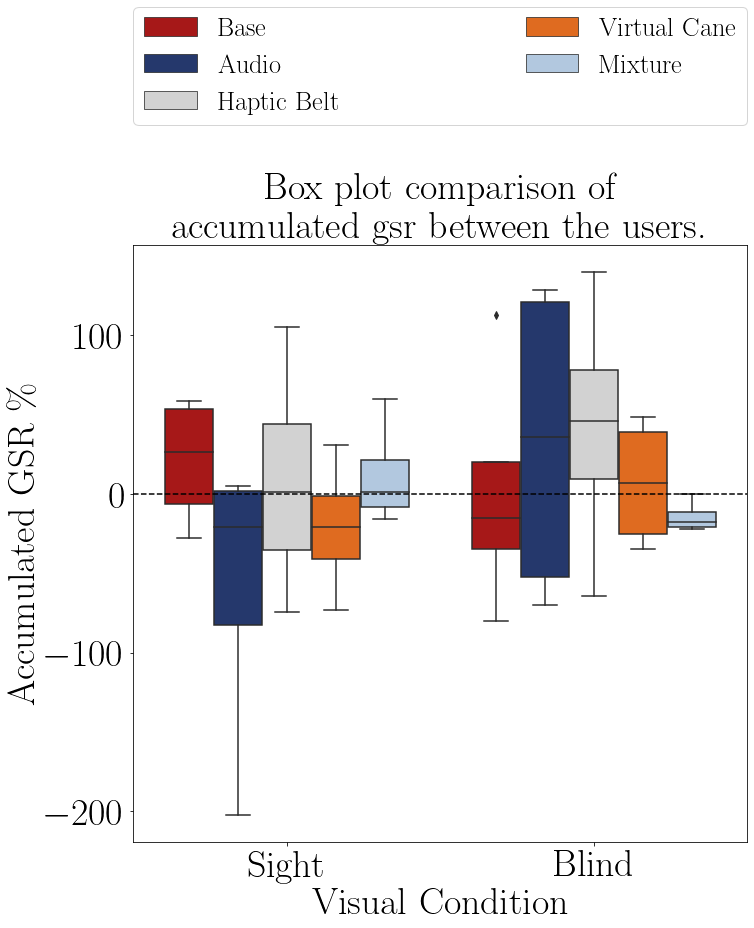 Base
Audio
Haptic Belt
Virtual Cane
Mixture
Box plot comparison of
accumulated gsr between the users.
Accumulated GSR %
100
0
−100
−200
Sight
Blind
Visual Condition